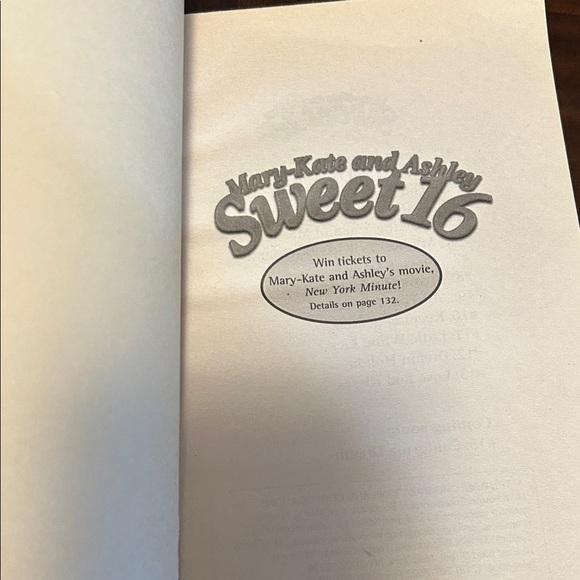 Mary-Kate and Ashley
Sweet 16
Win tickets to
Mary-Kate and Ashley's movie,
New York Minute!
Details on page 132.